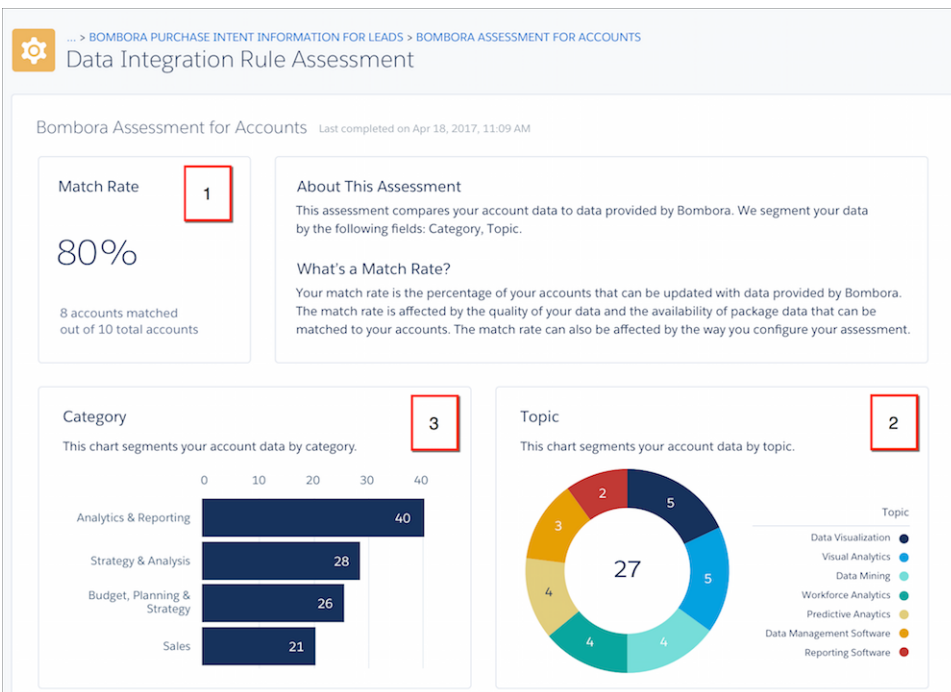 ... > BOMBORA PURCHASE INTENT INFORMATION FOR LEADS > BOMBORA ASSESSMENT FOR ACCOUNTS
Data Integration Rule Assessment
Bombora Assessment for Accounts Last completed on Apr 18, 2017, 11:09 AM
Match Rate
1
80%
8 accounts matched
out of 10 total accounts
About This Assessment
This assessment compares your account data to data provided by Bombora. We segment your data
by the following fields: Category, Topic.
What's a Match Rate?
Your match rate is the percentage of your accounts that can be updated with data provided by Bombora.
The match rate is affected by the quality of your data and the availability of package data that can be
matched to your accounts. The match rate can also be affected by the way you configure your assessment.
Category
3
This chart segments your account data by category.
0 10 20 30 40
Analytics & Reporting 40
Strategy & Analysis 28
Budget, Planning &
Strategy 26
Sales 21
Topic
2
This chart segments your account data by topic.
2 5
3
27
5
4
4 4
Topic
Data Visualization
Visual Analytics
Data Mining
Workforce Analytics
Predictive Anaytics
Data Management Software
Reporting Software